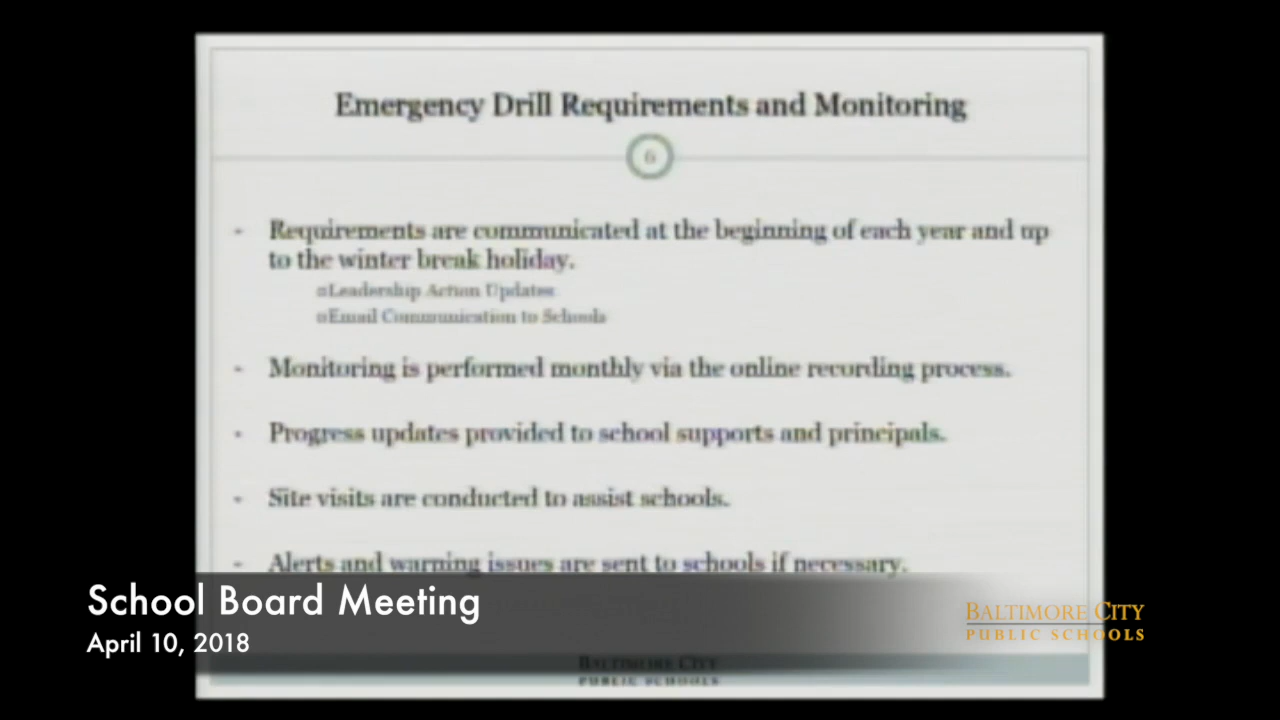 Emergency Drill Requirements and Monitoring
6
- Requirements are communicated at the beginning of each year and up
to the winter break holiday.
▫Leadership Action Updates
▫Email Communication to Schools
- Monitoring is performed monthly via the online recording process.
- Progress updates provided to school supports and principals.
- Site visits are conducted to assist schools.
- Alerts and warning issues are sent to schools if necessary.
School Board Meeting
April 10, 2018
BALTIMORE CITY
PUBLIC SCHOOLS
BALTIMORE CITY
PUBLIC SCHOOLS